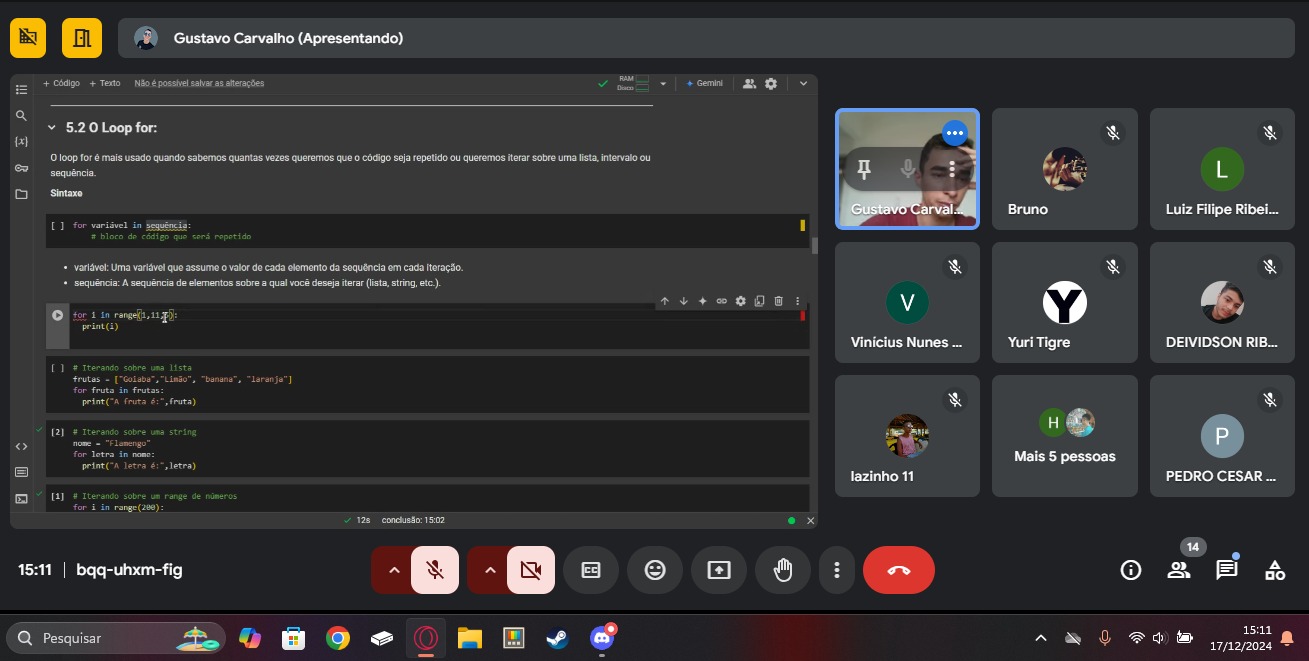 Gustavo Carvalho (Apresentando)
+ Código + Texto Não é possível salvar as alterações
RAM
Disco
Gemini
5.2 O Loop for:
O loop for é mais usado quando sabemos quantas vezes queremos que o código seja repetido ou queremos iterar sobre uma lista, intervalo ou
sequência.
Sintaxe
[ ] for variável in sequência:
# bloco de código que será repetido
• variável: Uma variável que assume o valor de cada elemento da sequência em cada iteração.
• sequência: A sequência de elementos sobre a qual você deseja iterar (lista, string, etc.).
for i in range(1,11,
print(i)
[ ] # Iterando sobre uma lista
frutas = ["Goiaba","Limão", "banana", "laranja"]
for fruta in frutas:
print("A fruta é:",fruta)
[2] # Iterando sobre uma string
nome = "Flamengo"
for letra in nome:
print("A letra é:",letra)
[1] # Iterando sobre um range de números
for i in range(200):
12s conclusão: 15:02
Gustavo Carval...
Bruno
L
Luiz Filipe Ribei...
V
Vinícius Nunes ...
Y
Yuri Tigre
DEIVIDSON RIB...
Iazinho 11
H
Mais 5 pessoas
P
PEDRO CESAR ...
15:11 | bqq-uhxm-fig
14
Pesquisar
15:11
17/12/2024